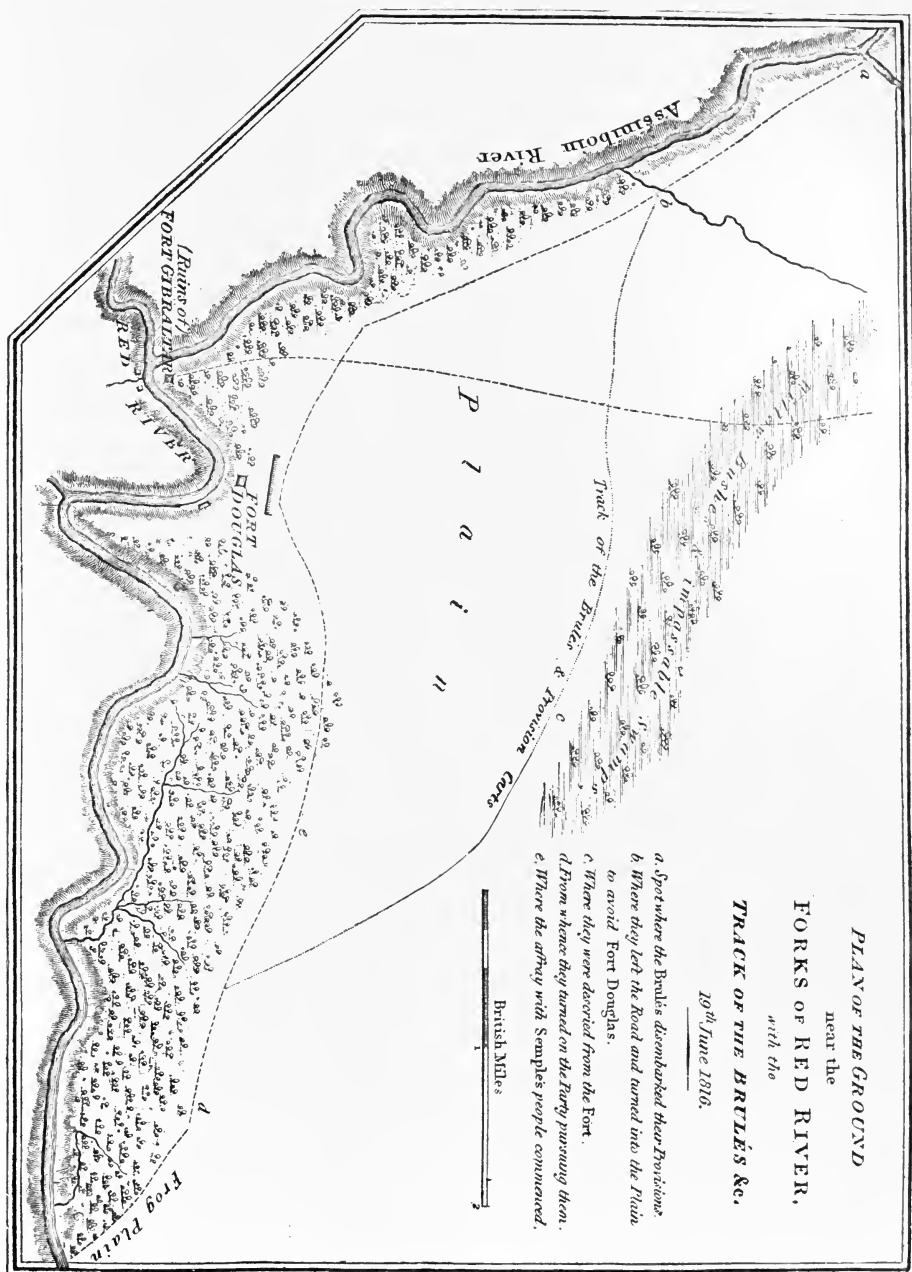 PLAN OF THE GROUND
near the
FORKS OF RED RIVER,
with the
TRACK OF THE BRULÉS &c.
19th June 1816.
a. Spot where the Brulés disembarked their Provisions.
b. Where they left the Road and turned into the Plain
to avoid Fort Douglas.
c. Where they were descried from the Fort.
d. From whence they turned on the Party pursuing them.
e. Where the affray with Semple's people commenced.
British Miles
1
2
Assiniboin River
a
b
Willow Bushes & impassable swamps
Track of the Brules & Provision Carts
c
Plain
(Ruins of)
FORT GIBRALTAR
RED RIVER
FORT
DOUGLAS
e
d
Frog Plain